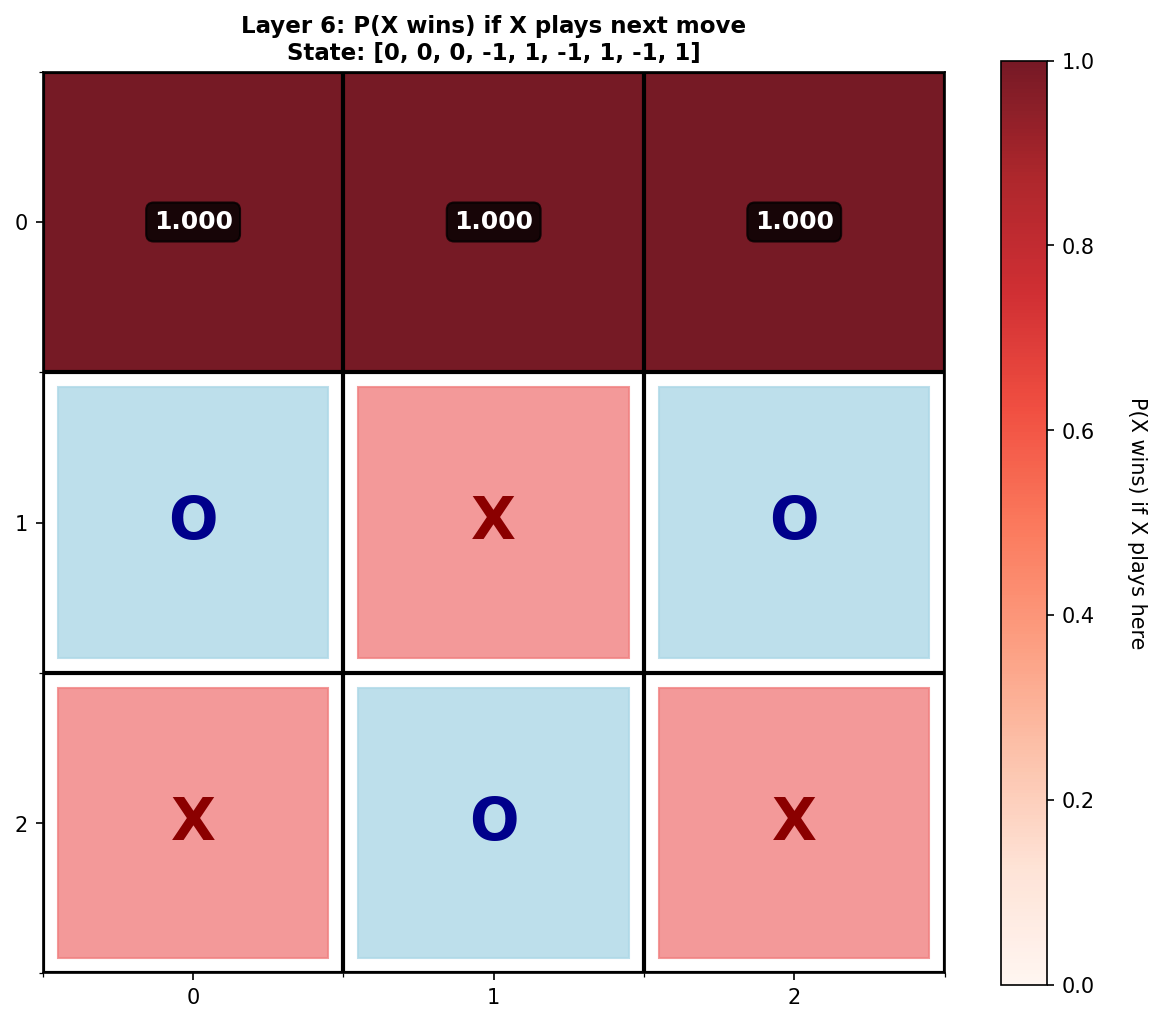 Layer 6: P(X wins) if X plays next move
State: [0, 0, 0, -1, 1, -1, 1, -1, 1]
0
1.000 1.000 1.000
1
O X O
2
X O X
0 1 2
1.0
0.8
0.6
0.4
0.2
0.0
P(X wins) if X plays here